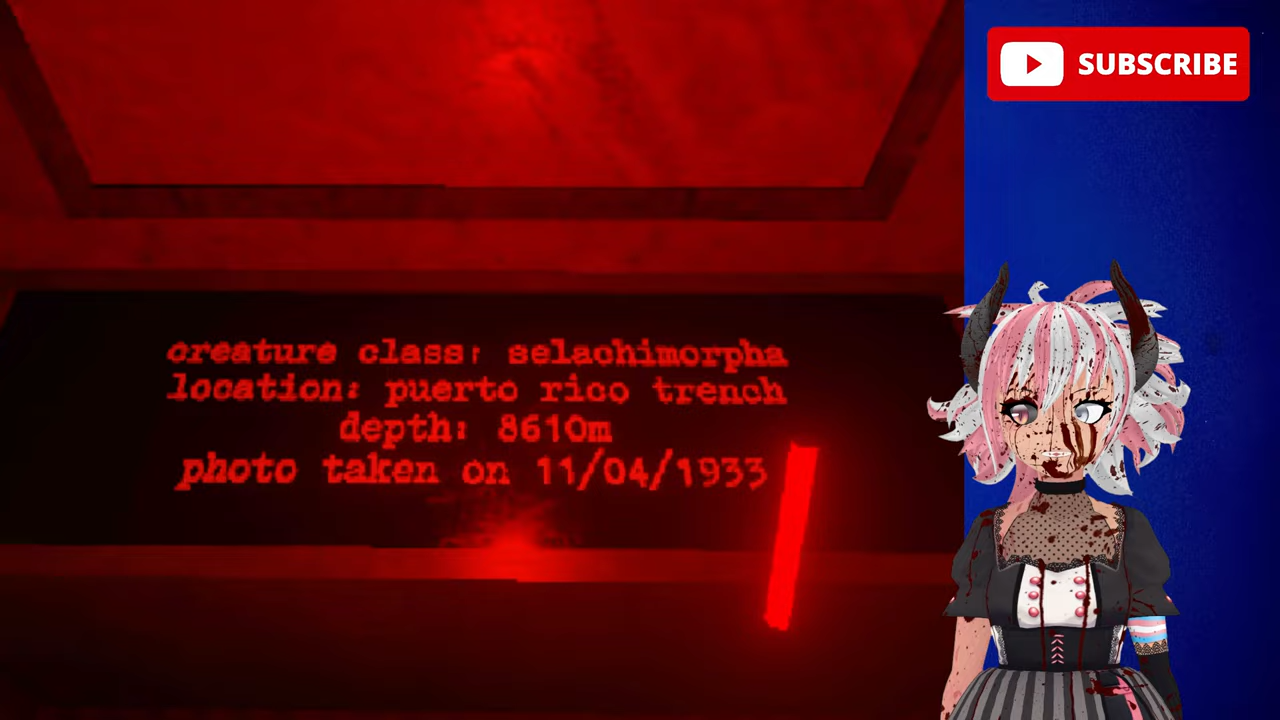 creature class: selachimorpha
location: puerto rico trench
depth: 8610m
photo taken on 11/04/1933
SUBSCRIBE